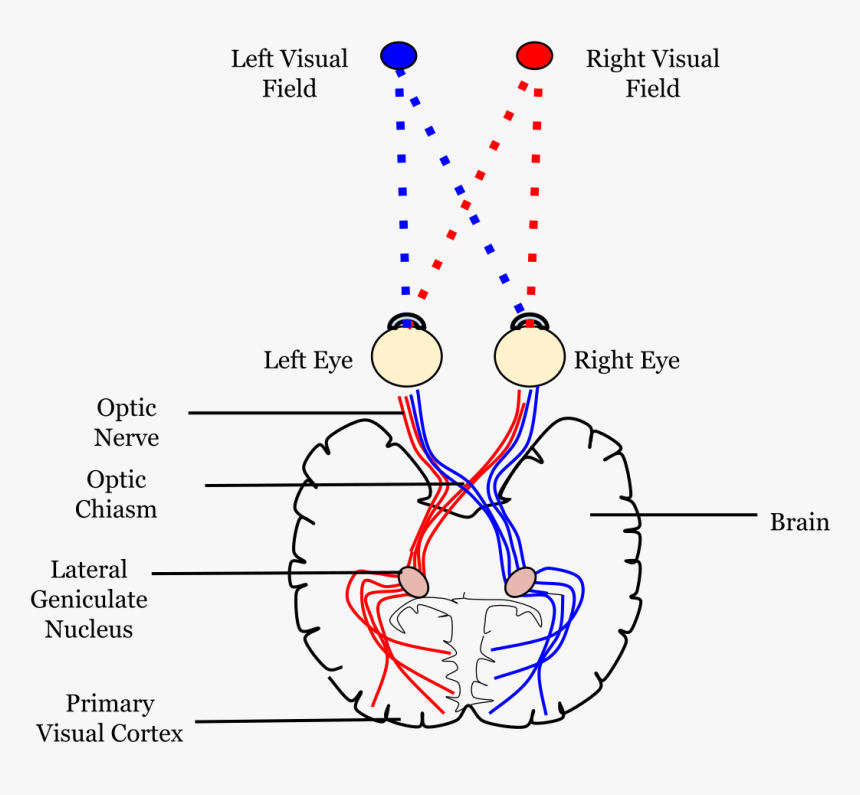 Left Visual
Field
Right Visual
Field
Left Eye
Right Eye
Optic
Nerve
Optic
Chiasm
Brain
Lateral
Geniculate
Nucleus
Primary
Visual Cortex